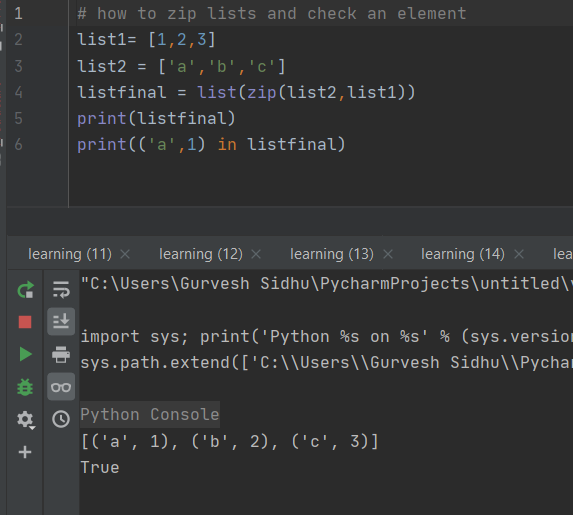 1 # how to zip lists and check an element
2 list1= [1,2,3]
3 list2 = ['a','b','c']
4 listfinal = list(zip(list2,list1))
5 print(listfinal)
6 print(('a',1) in listfinal)
learning (11) learning (12) learning (13) learning (14) lea
"C:\Users\Gurvesh Sidhu\PycharmProjects\untitled\
import sys; print('Python %s on %s' % (sys.version
sys.path.extend(['C:\\Users\\Gurvesh Sidhu\\Pychar
Python Console
[('a', 1), ('b', 2), ('c', 3)]
True